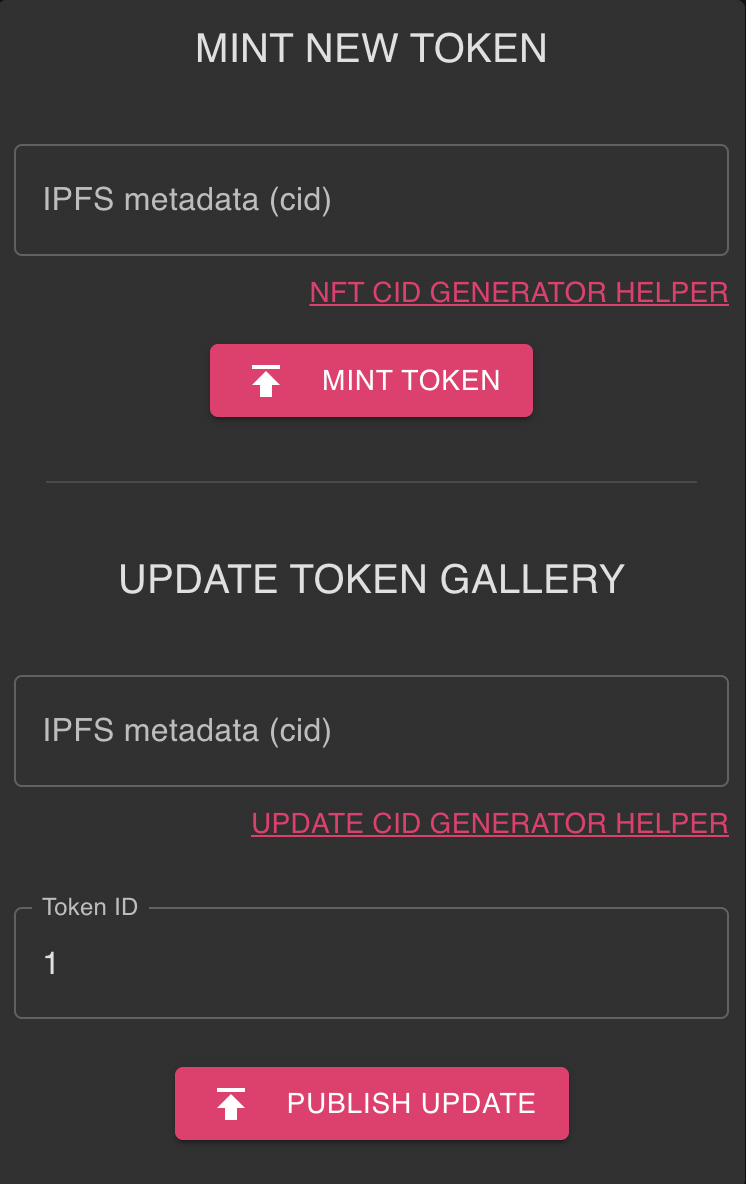 MINT NEW TOKEN
IPFS metadata (cid)
NFT CID GENERATOR HELPER
MINT TOKEN
UPDATE TOKEN GALLERY
IPFS metadata (cid)
UPDATE CID GENERATOR HELPER
Token ID
1
PUBLISH UPDATE